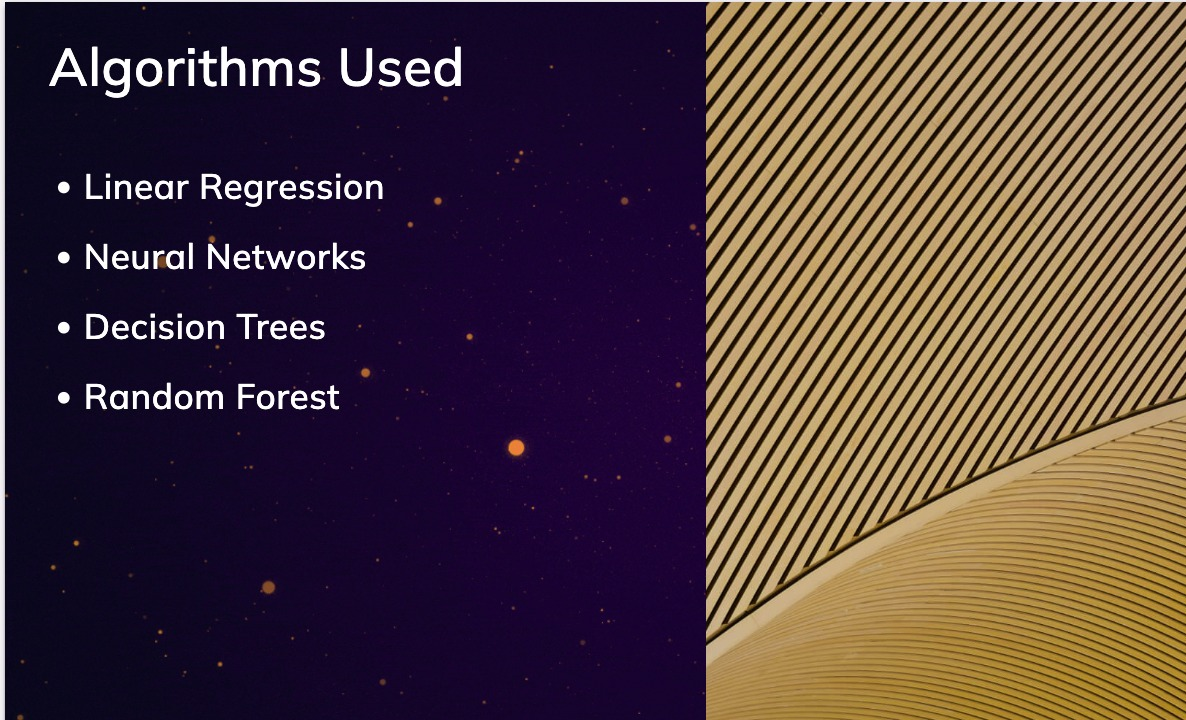 Algorithms Used
• Linear Regression
• Neural Networks
• Decision Trees
• Random Forest